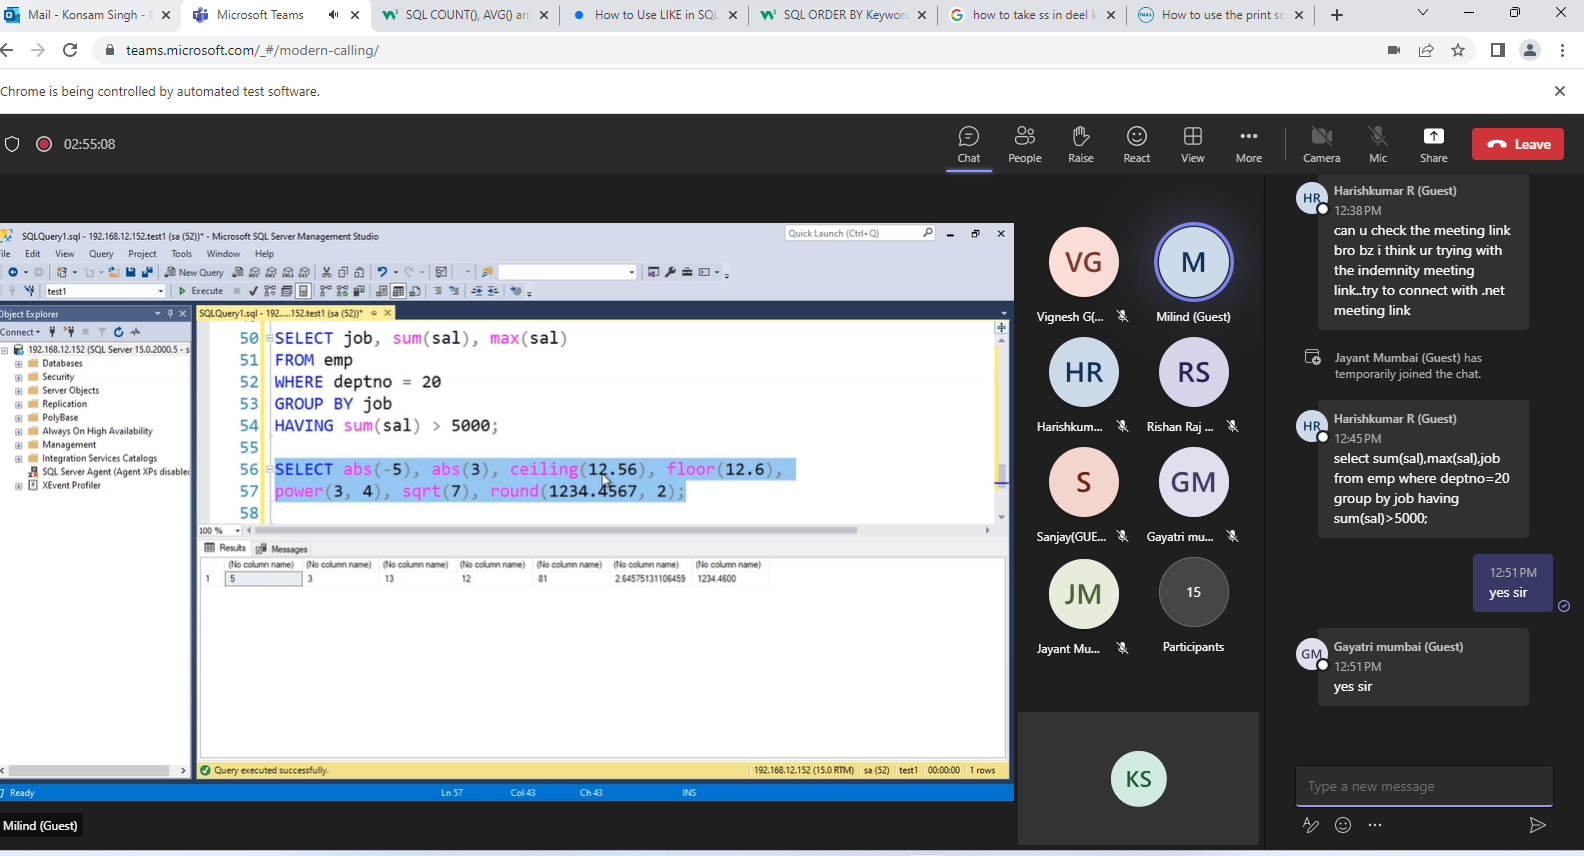 Mail - Konsam Singh - 
Microsoft Teams
SQL COUNT(), AVG() an
How to Use LIKE in SQL
SQL ORDER BY Keyword
how to take ss in deel
How to use the print sc
teams.microsoft.com/_#/modern-calling/
Chrome is being controlled by automated test software.
02:55:08
Chat
People
Raise
React
View
More
Camera
Mic
Share
Leave
SQLQuery1.sql - 192.168.12.152.test1 (sa (52))* - Microsoft SQL Server Management Studio
Quick Launch (Ctrl+Q)
ile Edit View Query Project Tools Window Help
New Query
test1
Execute
Object Explorer
Connect
192.168.12.152 (SQL Server 15.0.2000.5 - s
Databases
Security
Server Objects
Replication
PolyBase
Always On High Availability
Management
Integration Services Catalogs
SQL Server Agent (Agent XPs disable
XEvent Profiler
SQLQuery1.sql - 192.....152.test1 (sa (52))*
50 SELECT job, sum(sal), max(sal)
51 FROM emp
52 WHERE deptno = 20
53 GROUP BY job
54 HAVING sum(sal) > 5000;
55
56 SELECT abs(-5), abs(3), ceiling(12.56), floor(12.6),
57 power(3, 4), sqrt(7), round(1234.4567, 2);
58
100 %
Results Messages
(No column name) (No column name) (No column name) (No column name) (No column name) (No column name) (No column name)
1 5 3 13 12 81 2.64575131106459 1234.4600
Query executed successfully.
192.168.12.152 (15.0 RTM) sa (52) test1 00:00:00 1 rows
Ready
Ln 57 Col 43 Ch 43 INS
Milind (Guest)
VG
Vignesh G(...
M
Milind (Guest)
HR
Harishkum...
RS
Rishan Raj ...
S
Sanjay(GUE...
GM
Gayatri mu...
JM
Jayant Mu...
15
Participants
KS
HR
Harishkumar R (Guest)
12:38 PM
can u check the meeting link
bro bz i think ur trying with
the indemnity meeting
link..try to connect with .net
meeting link
Jayant Mumbai (Guest) has
temporarily joined the chat.
HR
Harishkumar R (Guest)
12:45 PM
select sum(sal),max(sal),job
from emp where deptno=20
group by job having
sum(sal)>5000;
12:51 PM
yes sir
GM
Gayatri mumbai (Guest)
12:51 PM
yes sir
Type a new message